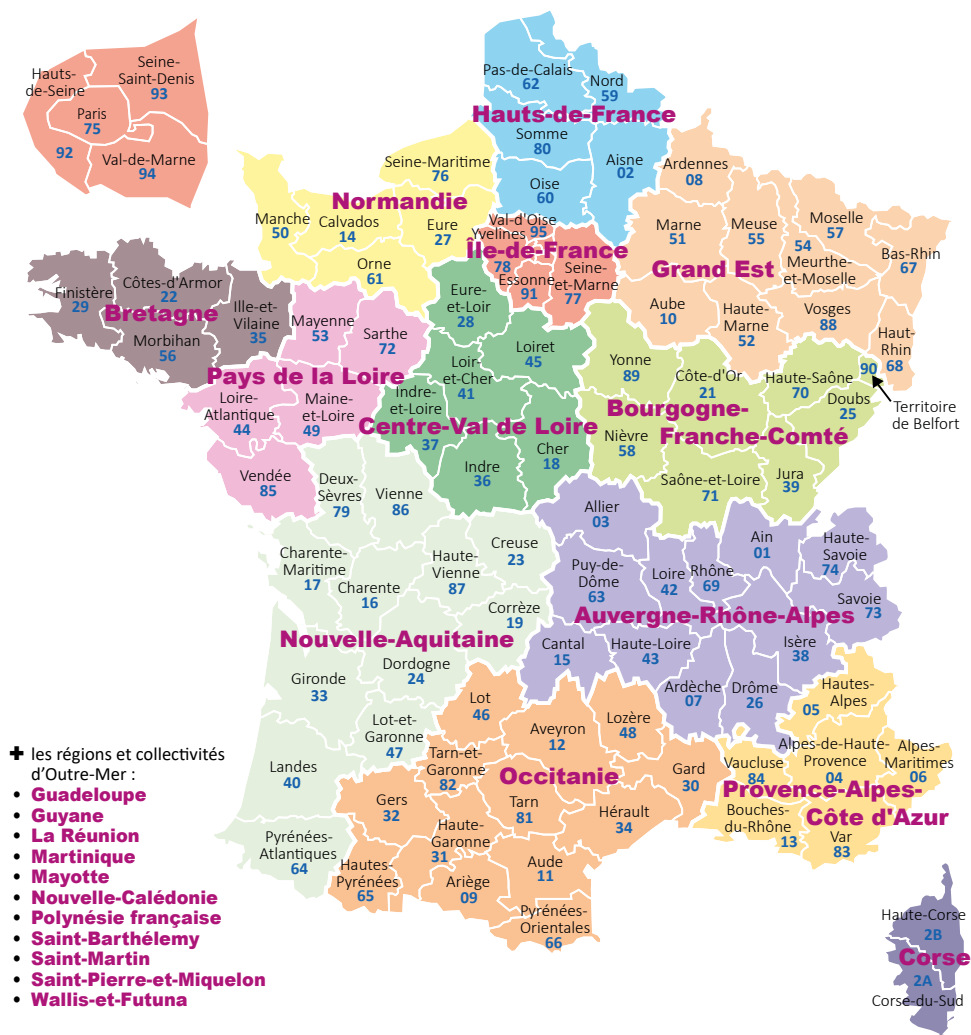 Hauts-
de-Seine
92
Seine-
Saint-Denis
93
Paris
75
Val-de-Marne
94
Pas-de-Calais
62
Nord
59
Hauts-de-France
Somme
80
Aisne
02
Oise
60
Seine-Maritime
76
Normandie
Manche
50
Calvados
14
Eure
27
Orne
61
Val-d'Oise
95
Yvelines
78
Île-de-France
Essonne
91
Seine-
et-Marne
77
Ardennes
08
Marne
51
Meuse
55
Moselle
57
54
Meurthe-
et-Moselle
Bas-Rhin
67
Grand Est
Aube
10
Haute-
Marne
52
Vosges
88
Haut-
Rhin
68
Finistère
29
Côtes-d'Armor
22
Bretagne
Ille-et-
Vilaine
35
Morbihan
56
Mayenne
53
Sarthe
72
Pays de la Loire
Loire-
Atlantique
44
Maine-
et-Loire
49
Vendée
85
Eure-
et-Loir
28
Loiret
45
Loir-
et-Cher
41
Indre-
et-Loire
37
Centre-Val de Loire
Cher
18
Indre
36
Yonne
89
Côte-d'Or
21
Haute-Saône
70
90
Territoire
de Belfort
Doubs
25
Bourgogne-
Franche-Comté
Nièvre
58
Saône-et-Loire
71
Jura
39
Deux-
Sèvres
79
Vienne
86
Charente-
Maritime
17
Charente
16
Haute-
Vienne
87
Creuse
23
Corrèze
19
Nouvelle-Aquitaine
Dordogne
24
Gironde
33
Lot-et-
Garonne
47
Landes
40
Pyrénées-
Atlantiques
64
Allier
03
Puy-de-
Dôme
63
Loire
42
Rhône
69
Ain
01
Haute-
Savoie
74
Savoie
73
Auvergne-Rhône-Alpes
Cantal
15
Haute-Loire
43
Isère
38
Ardèche
07
Drôme
26
Lot
46
Aveyron
12
Lozère
48
Tarn-et-
Garonne
82
Occitanie
Gard
30
Gers
32
Tarn
81
Hérault
34
Haute-
Garonne
31
Hautes-
Pyrénées
65
Ariège
09
Aude
11
Pyrénées-
Orientales
66
Hautes-
Alpes
05
Vaucluse
84
Alpes-de-Haute-
Provence
04
Alpes-
Maritimes
06
Provence-Alpes-
Côte d'Azur
Bouches-
du-Rhône
13
Var
83
Haute-Corse
2B
Corse
2A
Corse-du-Sud
+ les régions et collectivités
d'Outre-Mer :
• Guadeloupe
• Guyane
• La Réunion
• Martinique
• Mayotte
• Nouvelle-Calédonie
• Polynésie française
• Saint-Barthélemy
• Saint-Martin
• Saint-Pierre-et-Miquelon
• Wallis-et-Futuna